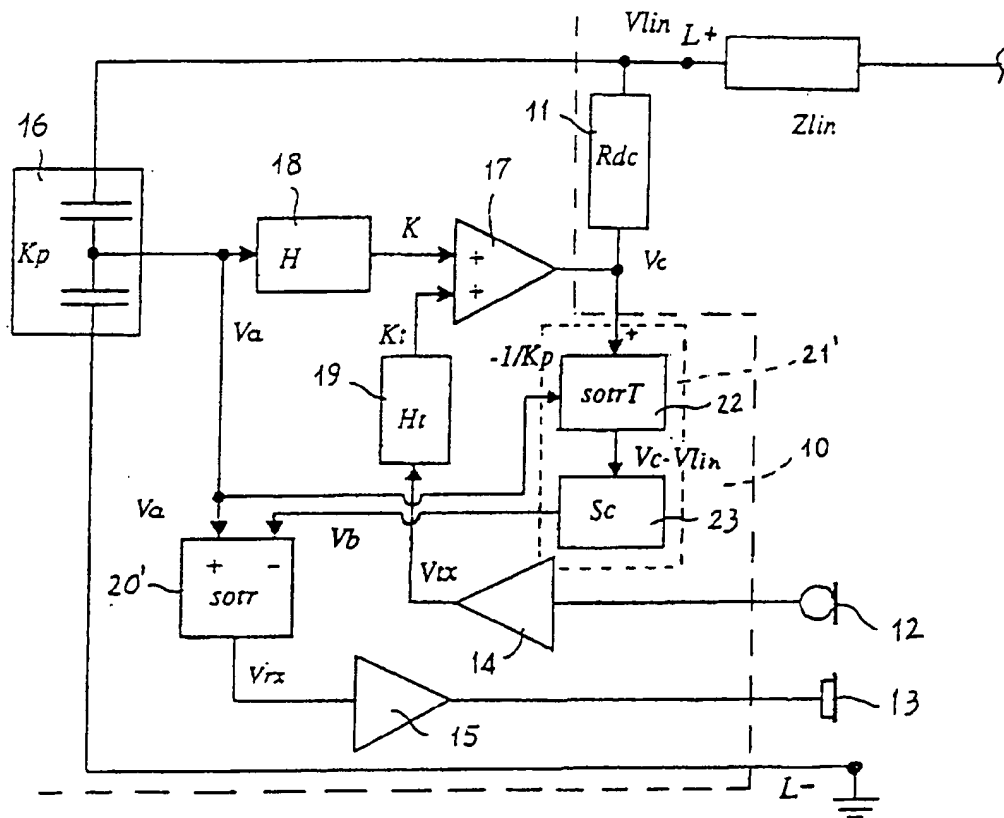 Vlin
L+
Zlin
11
Rdc
16
18
17
Kp
H
K
+
+
Vc
Va
Ki
-1/Kp
+
21'
19
sotrT
22
Ht
Vc-Vlin
10
Va
Vb
Sc
23
+ -
20'
sotr
Vtx
14
12
Vrx
15
13
L-